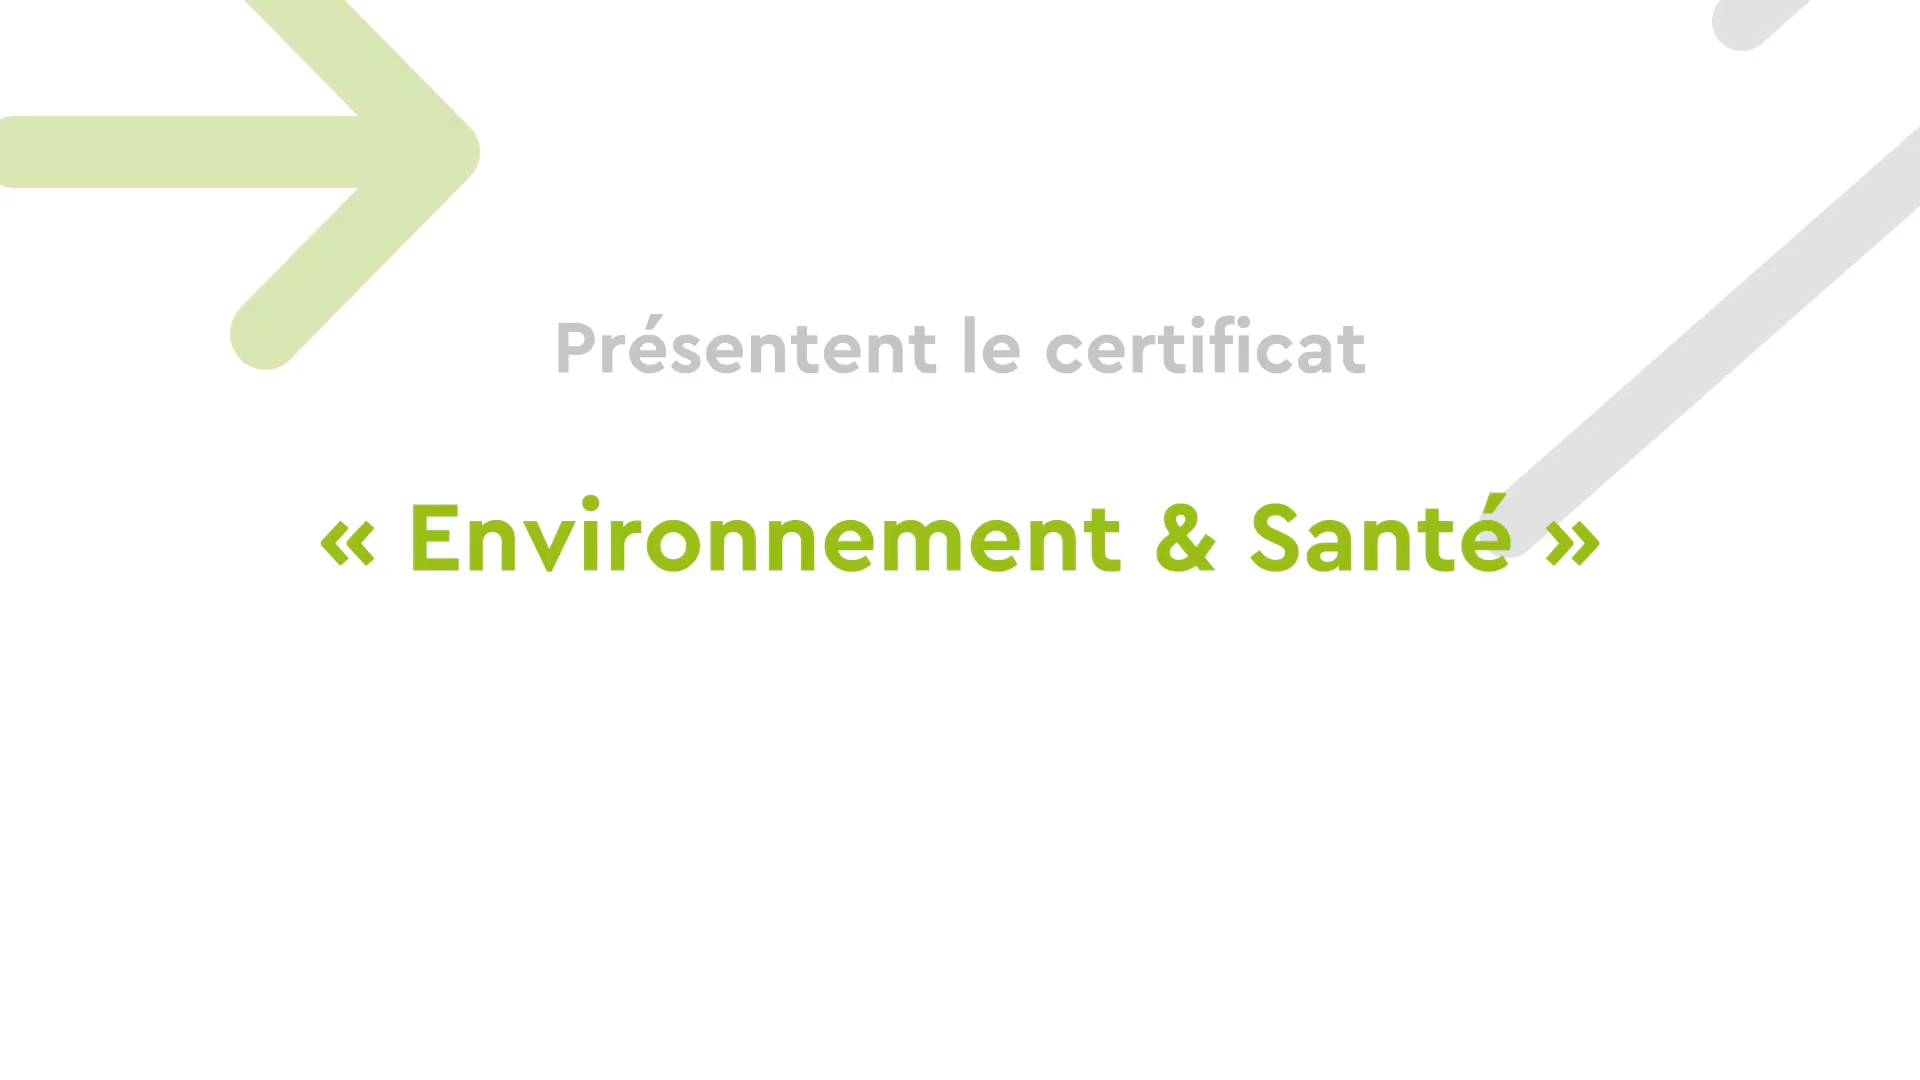 Présentent le certificat
« Environnement & Santé »